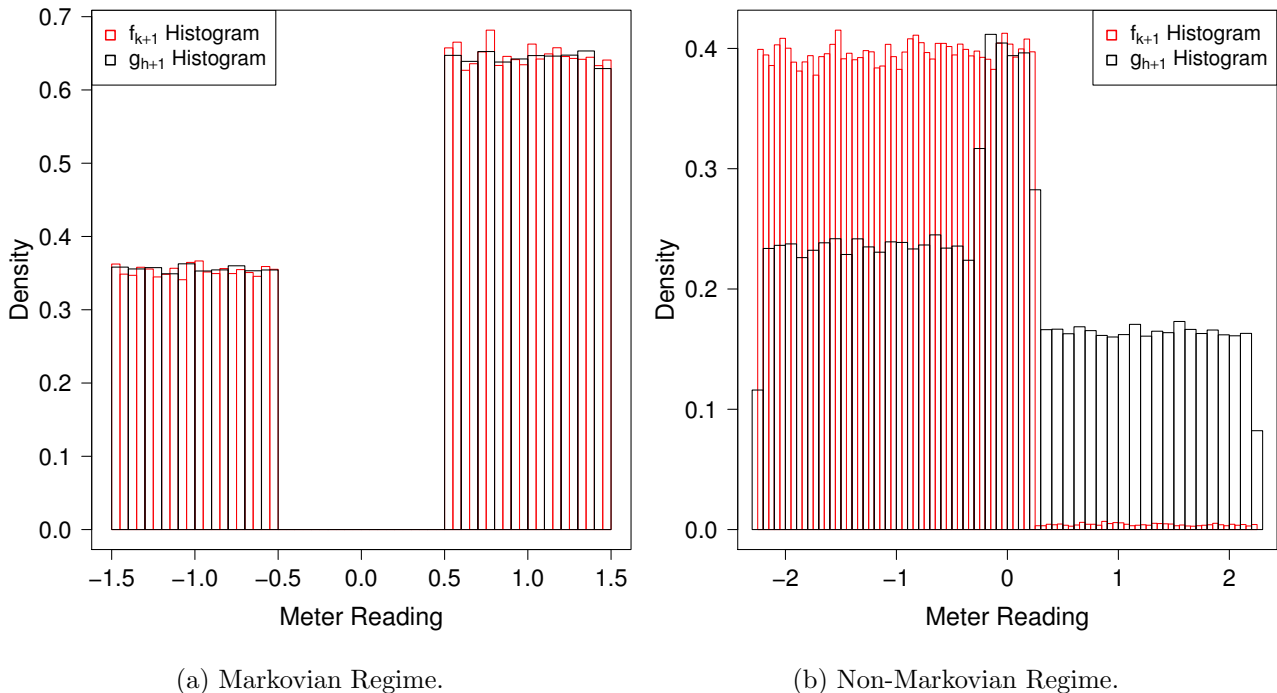 f_{k+1} Histogram
g_{h+1} Histogram
0.7
0.6
0.5
0.4
0.3
0.2
0.1
0.0
Density
−1.5 −1.0 −0.5 0.0 0.5 1.0 1.5
Meter Reading
(a) Markovian Regime.
f_{k+1} Histogram
g_{h+1} Histogram
0.4
0.3
0.2
0.1
0.0
Density
−2 −1 0 1 2
Meter Reading
(b) Non-Markovian Regime.